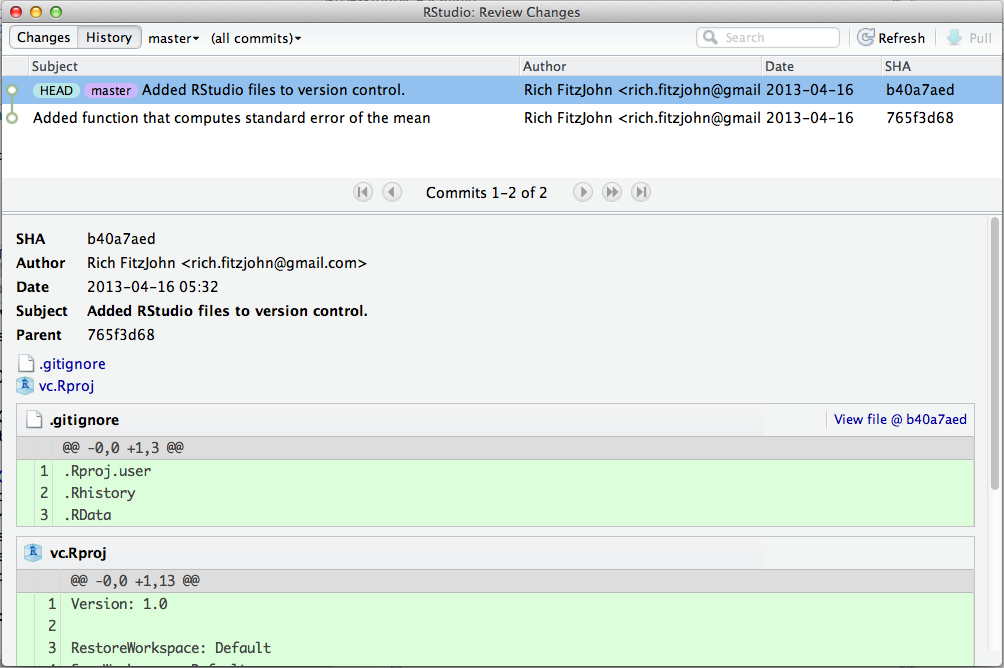 RStudio: Review Changes
Changes History master (all commits) Search Refresh Pull
Subject Author Date SHA
HEAD master Added RStudio files to version control. Rich FitzJohn <rich.fitzjohn@gmail 2013-04-16 b40a7aed
Added function that computes standard error of the mean Rich FitzJohn <rich.fitzjohn@gmail 2013-04-16 765f3d68
Commits 1-2 of 2
SHA b40a7aed
Author Rich FitzJohn <rich.fitzjohn@gmail.com>
Date 2013-04-16 05:32
Subject Added RStudio files to version control.
Parent 765f3d68
.gitignore
vc.Rproj
.gitignore View file @ b40a7aed
@@ -0,0 +1,3 @@
1 .Rproj.user
2 .Rhistory
3 .RData
vc.Rproj
@@ -0,0 +1,13 @@
1 Version: 1.0
2
3 RestoreWorkspace: Default